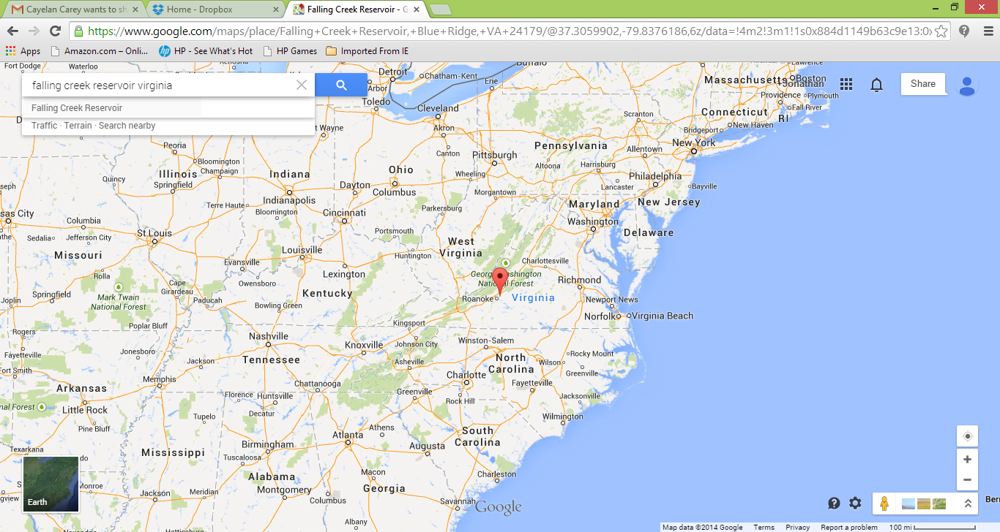 Cayelan Carey wants to sh
Home - Dropbox
Falling Creek Reservoir - G
https://www.google.com/maps/place/Falling+Creek+Reservoir,+Blue+Ridge,+VA+24179/@37.3059902,-79.8376186,6z/data=!4m2!3m1!1s0x884d1149b63c9e13:0x
Apps
Amazon.com – Onli...
HP - See What's Hot
HP Games
Imported From IE
falling creek reservoir virginia
Falling Creek Reservoir
Traffic · Terrain · Search nearby
Share
Fort Dodge
Waterloo
Detroit
Chatham-Kent
Buffalo
Erie
Arbor
Toledo
Cleveland
Akron
Canton
Massachusetts
Boston
Jonathan
Lawrence
Providence
Plymouth
Fall River
Connecticut
RI
Bridgeport
New Haven
Scranton
New York
Pennsylvania
Allentown
Pittsburgh
Altoona
Harrisburg
Philadelphia
Lancaster
Bayville
New Jersey
t Wayne
Peoria
Bloomington
Champaign
Illinois
Springfield
Quincy
Indiana
Indianapolis
Bloomington
Terre Haute
Ohio
Dayton
Columbus
Cincinnati
Wheeling
Morgantown
Parkersburg
Maryland
Washington
Delaware
seph
sas City
Columbia
Sedalia
Jefferson City
St Louis
Missouri
Rolla
Springfield
Joplin
Mark Twain
National Forest
Cape
Girardeau
Paducah
Poplar Bluff
Evansville
Owensboro
Louisville
Lexington
Kentucky
Bowling Green
Portsmouth
Huntington
West
Virginia
Charlottesville
George Washington
National Forest
Roanoke
Virginia
Richmond
Newport News
Norfolk
Virginia Beach
Rogers
Fayetteville
Fort Smith
Jonesboro
Jackson
Nashville
Tennessee
Memphis
Knoxville
Kingsport
Johnson City
Asheville
Winston-Salem
North
Carolina
Rocky Mount
Wilson
Greenville
Charlotte
Fayetteville
Jacksonville
Wilmington
Rock Hill
Greenville
Chattanooga
Arkansas
nal Forest
Little Rock
Pine Bluff
Texarkana
Florence
Huntsville
Decatur
Tupelo
Mississippi
Birmingham
Tuscaloosa
Alabama
Montgomery
Meridian
Jackson
Monroe
Atlanta
Athens
Augusta
South
Carolina
Charleston
Macon
Georgia
Columbus
Savannah
Hattiesburg
Albany
Earth
Google
Map data ©2014 Google
Terms
Privacy
Report a problem
100 mi
Ber